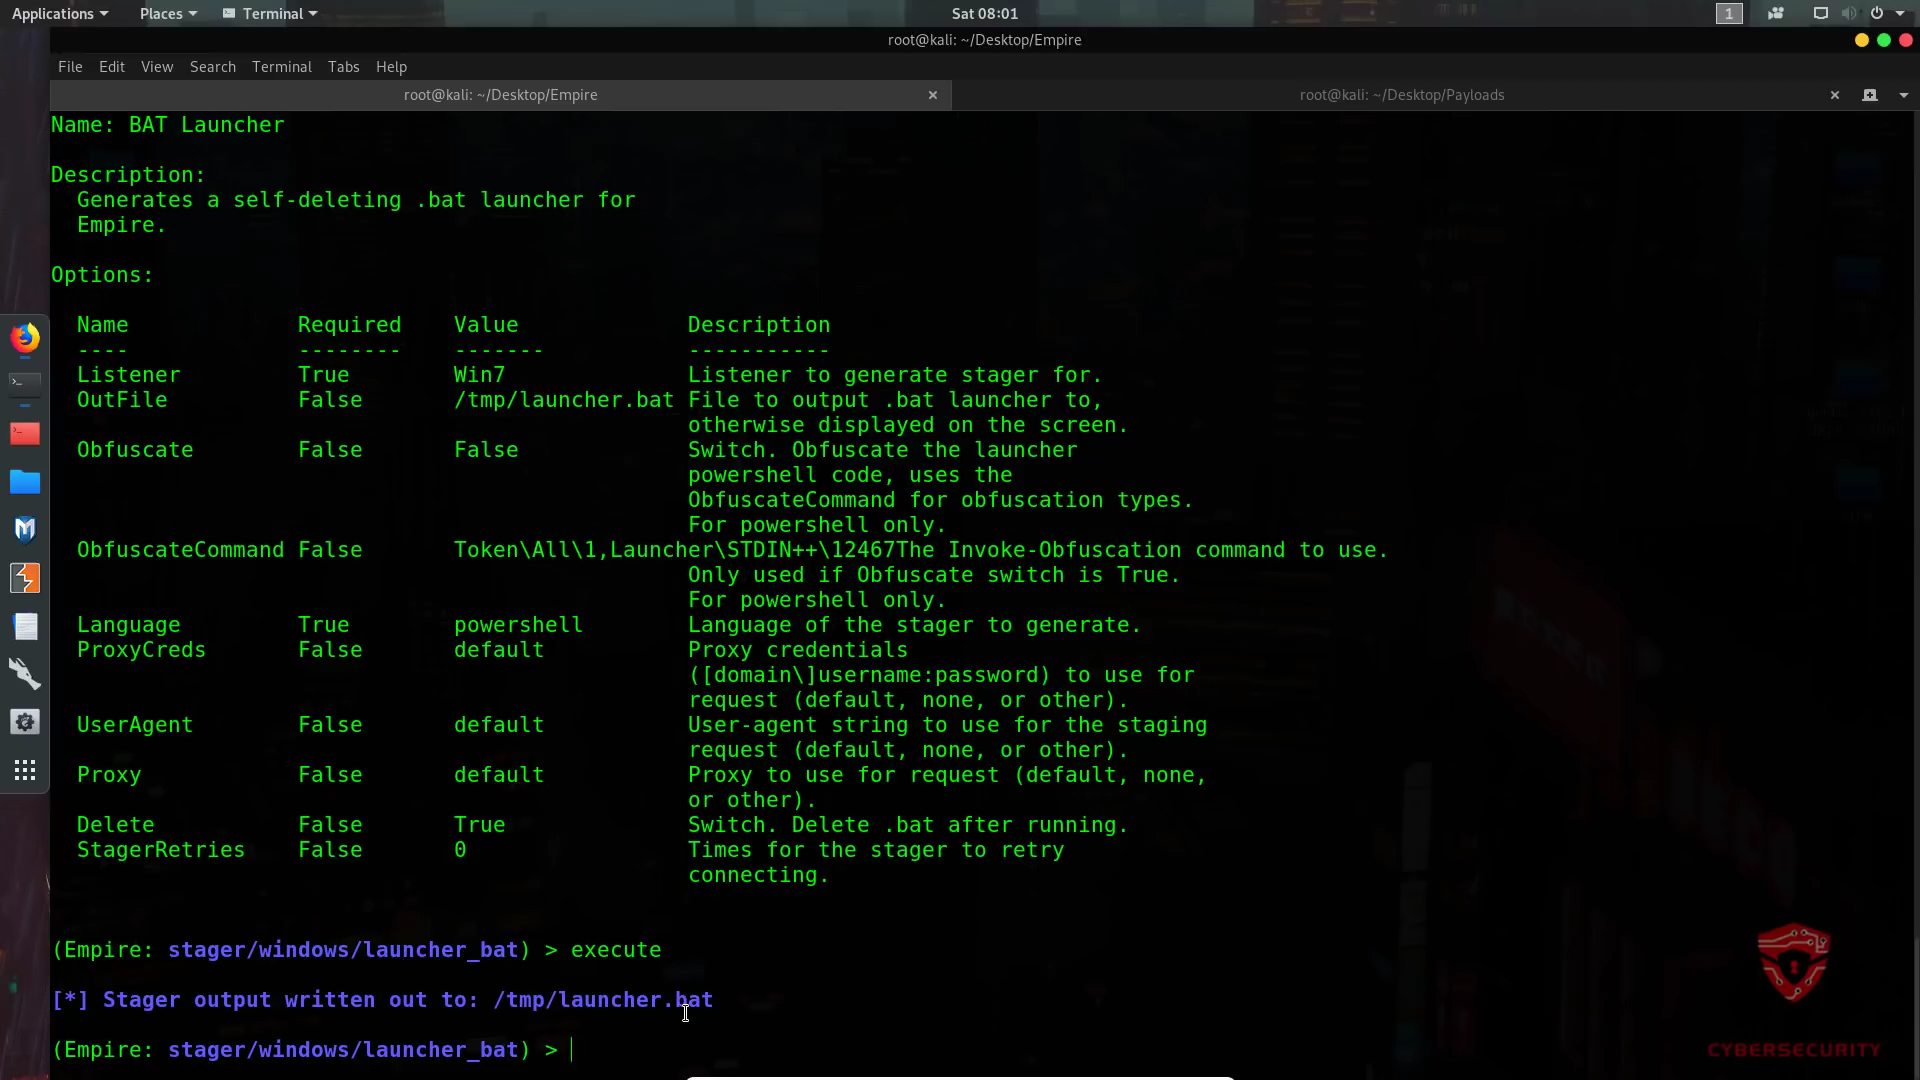 Applications Places Terminal Sat 08:01 1
root@kali: ~/Desktop/Empire
File Edit View Search Terminal Tabs Help
root@kali: ~/Desktop/Empire root@kali: ~/Desktop/Payloads
Name: BAT Launcher
Description:
Generates a self-deleting .bat launcher for
Empire.
Options:
Name Required Value Description
---- -------- ------- -----------
Listener True Win7 Listener to generate stager for.
OutFile False /tmp/launcher.bat File to output .bat launcher to,
otherwise displayed on the screen.
Obfuscate False False Switch. Obfuscate the launcher
powershell code, uses the
ObfuscateCommand for obfuscation types.
For powershell only.
ObfuscateCommand False Token\All\1,Launcher\STDIN++\12467The Invoke-Obfuscation command to use.
Only used if Obfuscate switch is True.
For powershell only.
Language True powershell Language of the stager to generate.
ProxyCreds False default Proxy credentials
([domain\]username:password) to use for
request (default, none, or other).
UserAgent False default User-agent string to use for the staging
request (default, none, or other).
Proxy False default Proxy to use for request (default, none,
or other).
Delete False True Switch. Delete .bat after running.
StagerRetries False 0 Times for the stager to retry
connecting.
(Empire: stager/windows/launcher_bat) > execute
[*] Stager output written out to: /tmp/launcher.bat
(Empire: stager/windows/launcher_bat) >
CYBERSECURITY